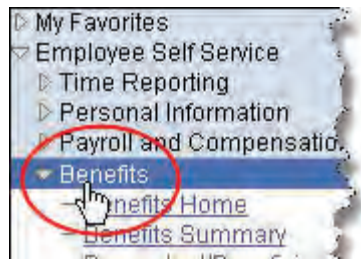 My Favorites
Employee Self Service
Time Reporting
Personal Information
Payroll and Compensatio
Benefits
enefits Home
Benefits Summary